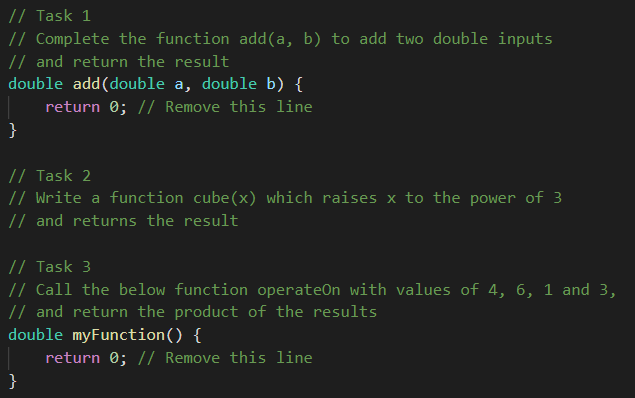 // Task 1
// Complete the function add(a, b) to add two double inputs
// and return the result
double add(double a, double b) {
    return 0; // Remove this line
}

// Task 2
// Write a function cube(x) which raises x to the power of 3
// and returns the result

// Task 3
// Call the below function operateOn with values of 4, 6, 1 and 3,
// and return the product of the results
double myFunction() {
    return 0; // Remove this line
}